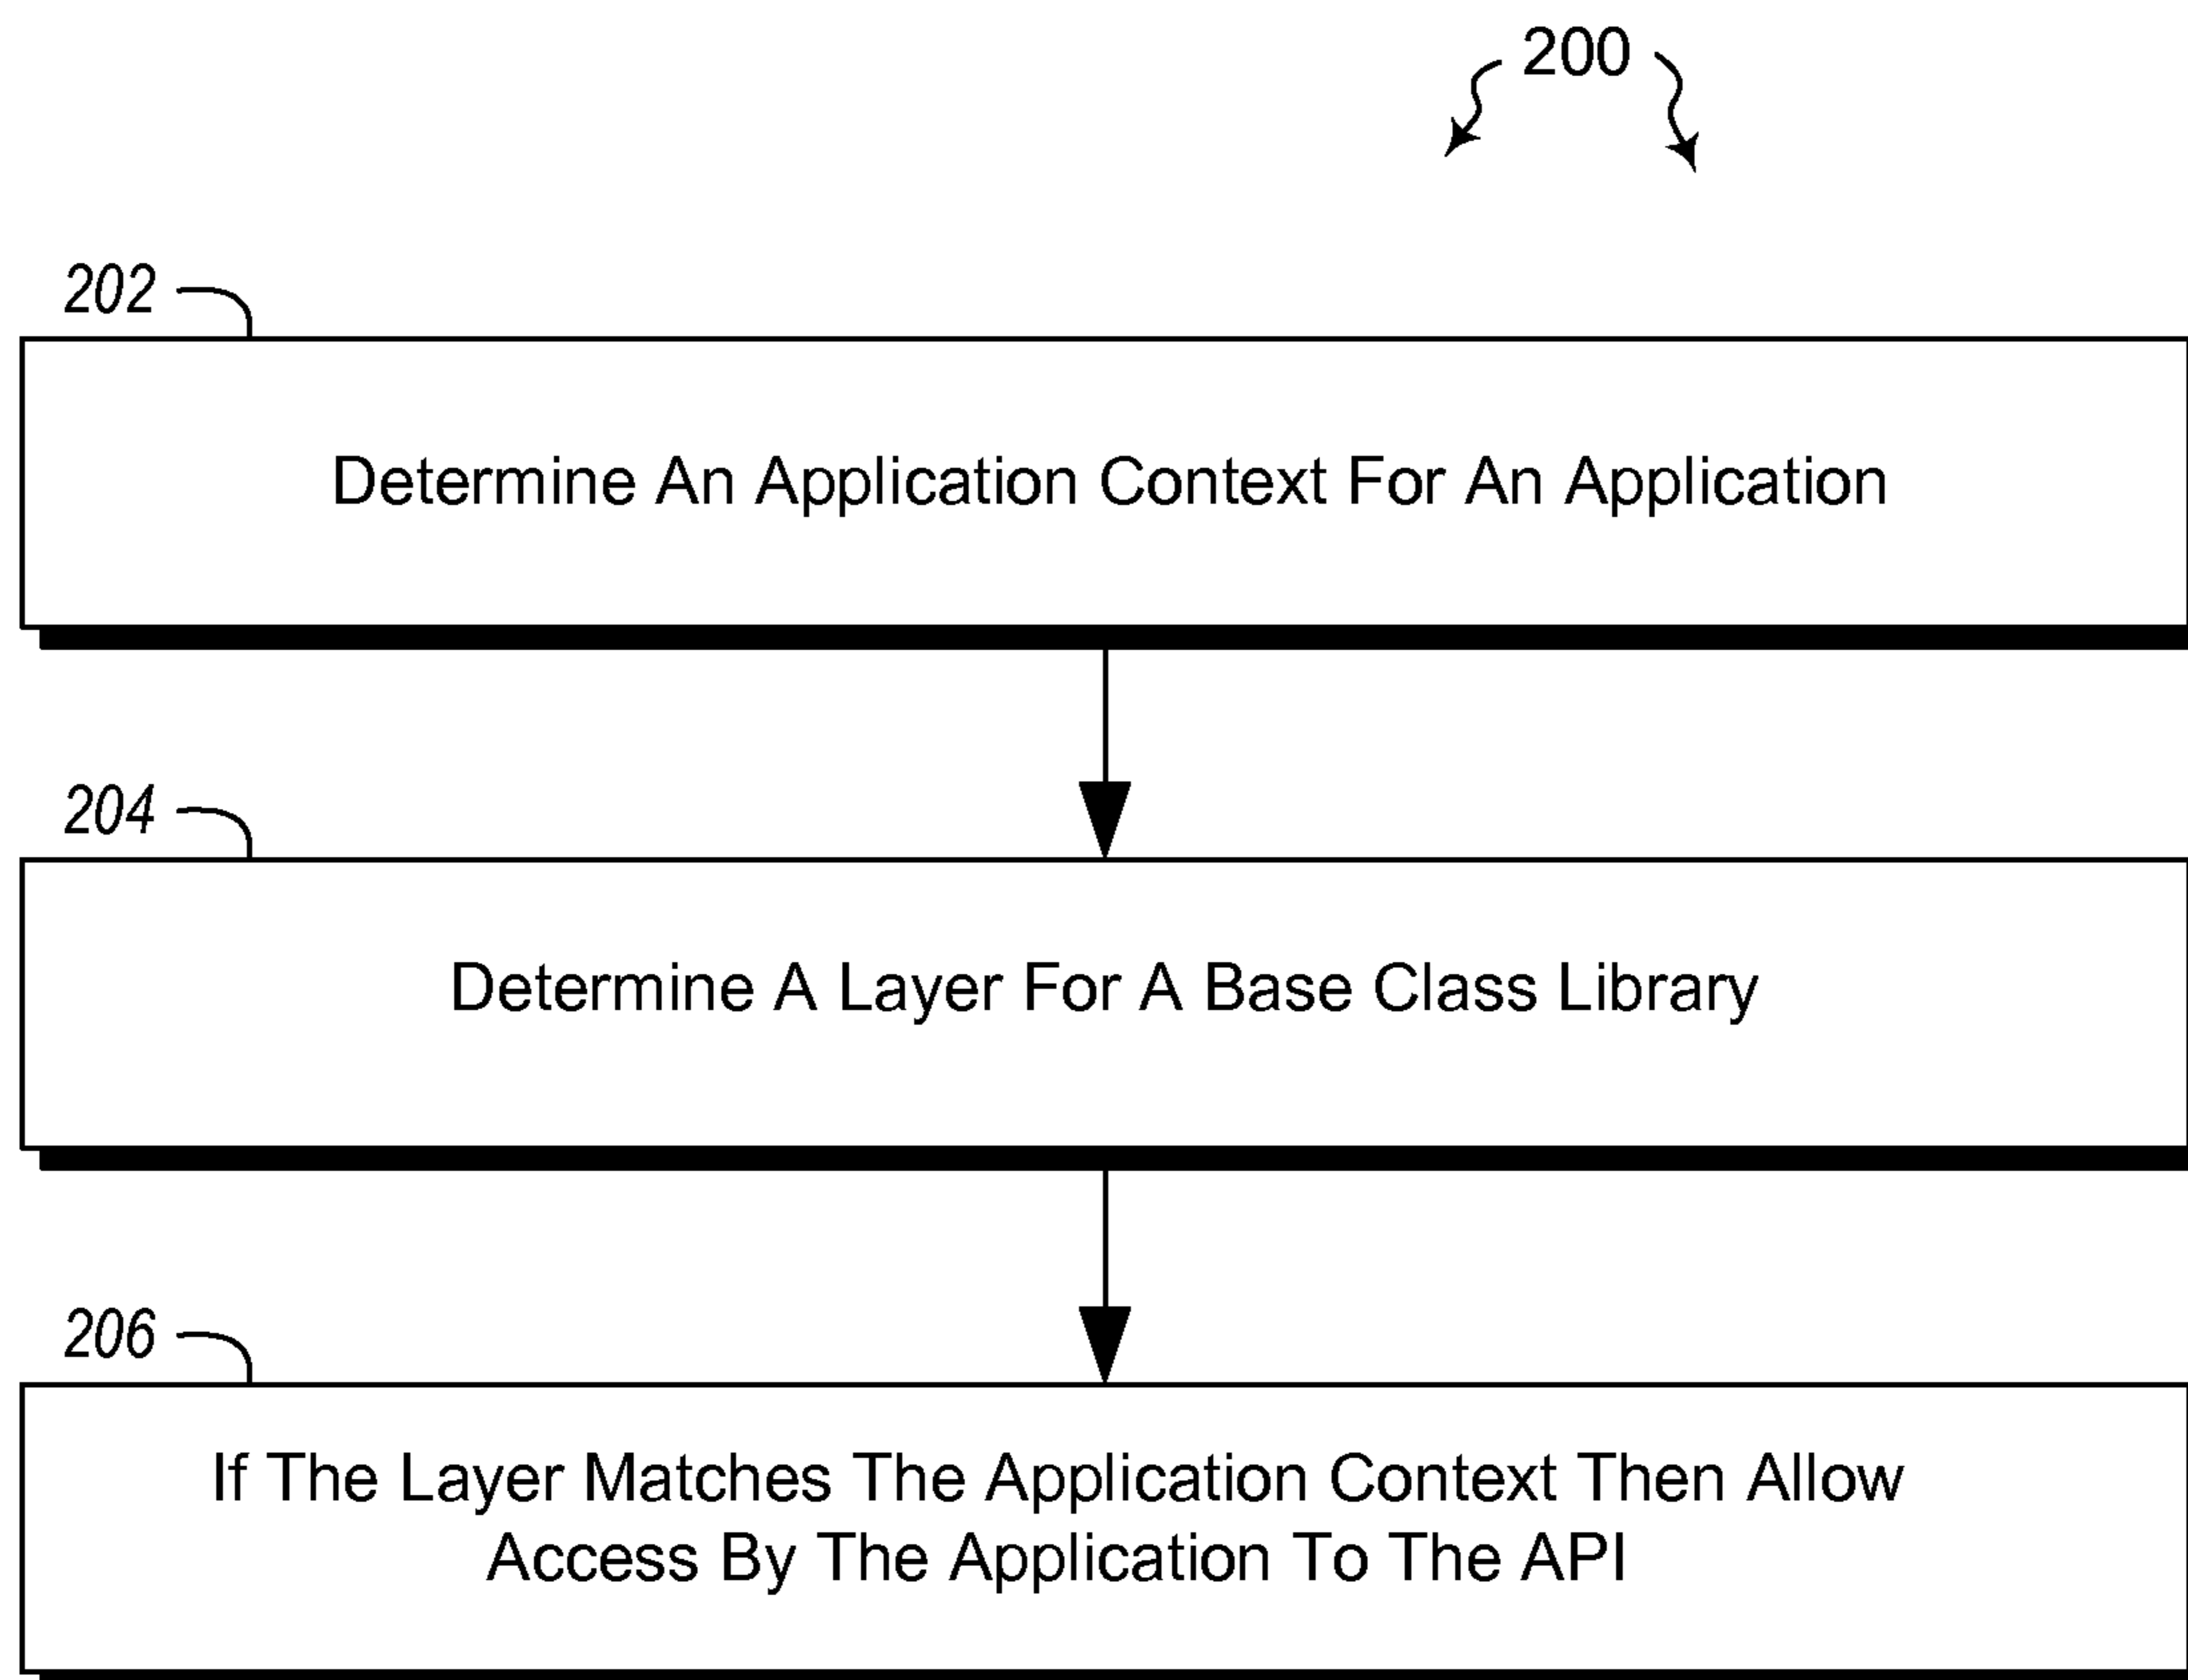 200
202
Determine An Application Context For An Application
204
Determine A Layer For A Base Class Library
206
If The Layer Matches The Application Context Then Allow
Access By The Application To The API